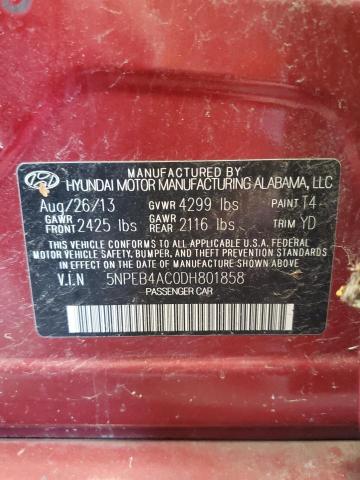 MANUFACTURED BY
HYUNDAI MOTOR MANUFACTURING ALABAMA, LLC
Aug/26/13 GVWR 4299 lbs PAINT T4
GAWR FRONT 2425 lbs GAWR REAR 2116 lbs TRIM YD
THIS VEHICLE CONFORMS TO ALL APPLICABLE U.S.A. FEDERAL
MOTOR VEHICLE SAFETY, BUMPER, AND THEFT PREVENTION STANDARDS
IN EFFECT ON THE DATE OF MANUFACTURE SHOWN ABOVE.
V.I.N 5NPEB4AC0DH801858
PASSENGER CAR